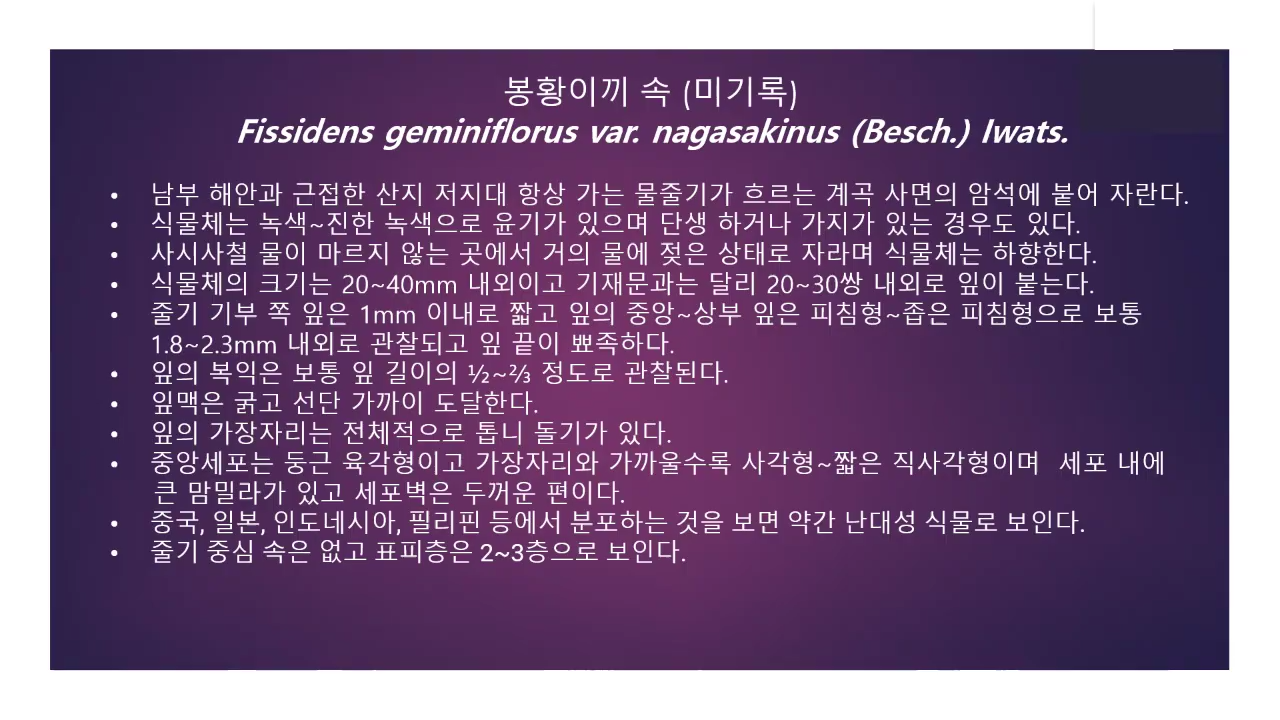 봉황이끼 속 (미기록)
Fissidens geminiflorus var. nagasakinus (Besch.) lwats.
• 남부 해안과 근접한 산지 저지대 항상 가는 물줄기가 흐르는 계곡 사면의 암석에 붙어 자란다.
• 식물체는 녹색~진한 녹색으로 윤기가 있으며 단생 하거나 가지가 있는 경우도 있다.
• 사시사철 물이 마르지 않는 곳에서 거의 물에 젖은 상태로 자라며 식물체는 하향한다.
• 식물체의 크기는 20~40mm 내외이고 기재문과는 달리 20~30쌍 내외로 잎이 붙는다.
• 줄기 기부 쪽 잎은 1mm 이내로 짧고 잎의 중앙~상부 잎은 피침형~좁은 피침형으로 보통
1.8~2.3mm 내외로 관찰되고 잎 끝이 뾰족하다.
• 잎의 복익은 보통 잎 길이의 ½~⅔ 정도로 관찰된다.
• 잎맥은 굵고 선단 가까이 도달한다.
• 잎의 가장자리는 전체적으로 톱니 돌기가 있다.
• 중앙세포는 둥근 육각형이고 가장자리와 가까울수록 사각형~짧은 직사각형이며 세포 내에
큰 맘밀라가 있고 세포벽은 두꺼운 편이다.
• 중국, 일본, 인도네시아, 필리핀 등에서 분포하는 것을 보면 약간 난대성 식물로 보인다.
• 줄기 중심 속은 없고 표피층은 2~3층으로 보인다.